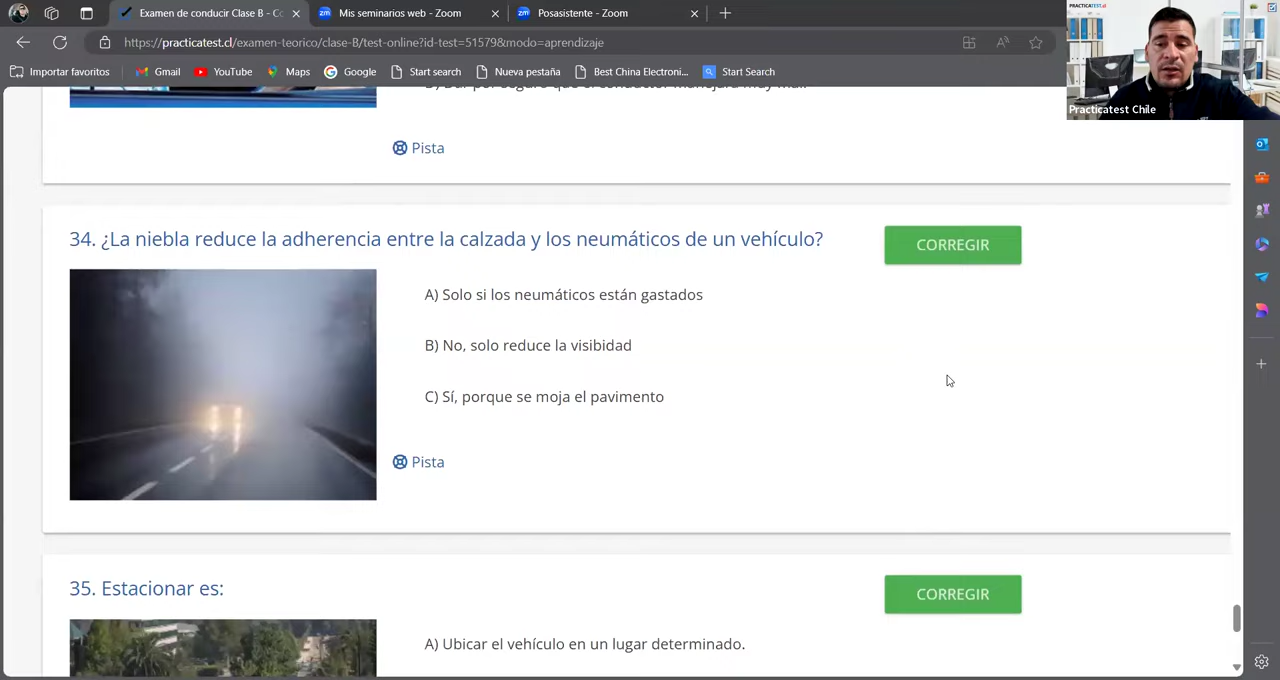 Examen de conducir Clase B - Co
Mis seminarios web - Zoom
Posasistente - Zoom
https://practicatest.cl/examen-teorico/clase-B/test-online?id-test=51579&modo=aprendizaje
Importar favoritos
Gmail
YouTube
Maps
Google
Start search
Nueva pestaña
Best China Electroni...
Start Search
PRACTICATEST.cl
Practicatest Chile
Pista
34. ¿La niebla reduce la adherencia entre la calzada y los neumáticos de un vehículo?
CORREGIR
A) Solo si los neumáticos están gastados
B) No, solo reduce la visibidad
C) Sí, porque se moja el pavimento
Pista
35. Estacionar es:
CORREGIR
A) Ubicar el vehículo en un lugar determinado.